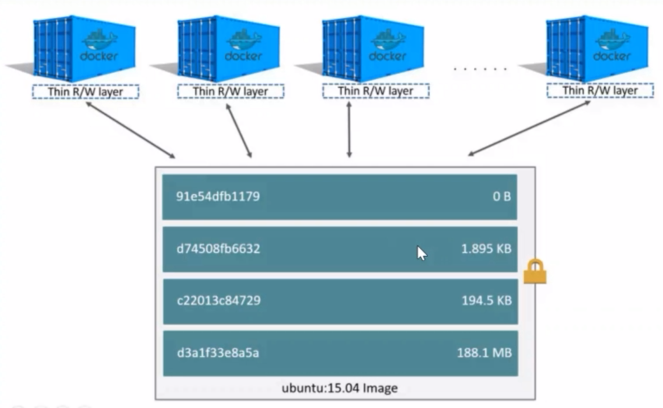 docker docker docker docker
Thin R/W layer Thin R/W layer Thin R/W layer ...... Thin R/W layer
91e54dfb1179 0 B
d74508fb6632 1.895 KB
c22013c84729 194.5 KB
d3a1f33e8a5a 188.1 MB
ubuntu:15.04 Image